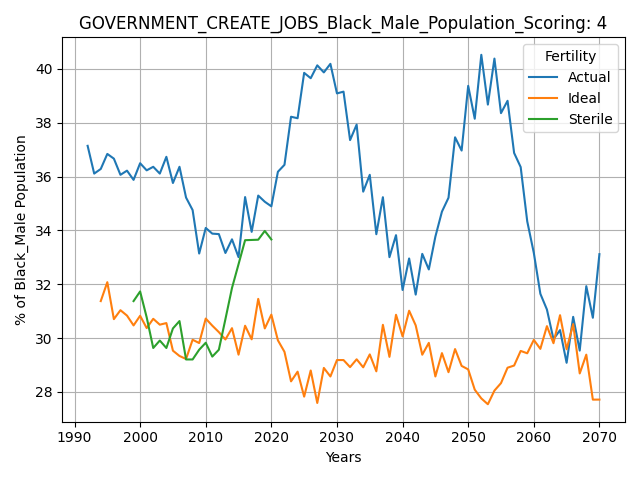 GOVERNMENT_CREATE_JOBS_Black_Male_Population_Scoring: 4
Fertility
Actual
Ideal
Sterile
% of Black_Male Population
40
38
36
34
32
30
28
1990 2000 2010 2020 2030 2040 2050 2060 2070
Years